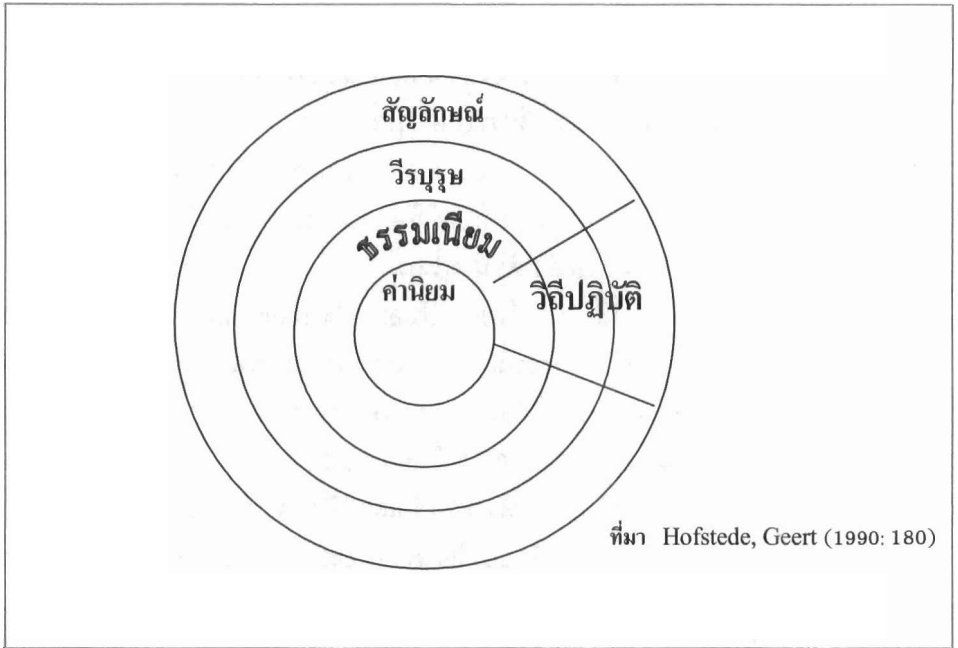 สัญลักษณ์
วีรบุรุษ
ธรรมเนียม
ค่านิยม
วิถีปฏิบัติ
ที่มา Hofstede, Geert (1990: 180)